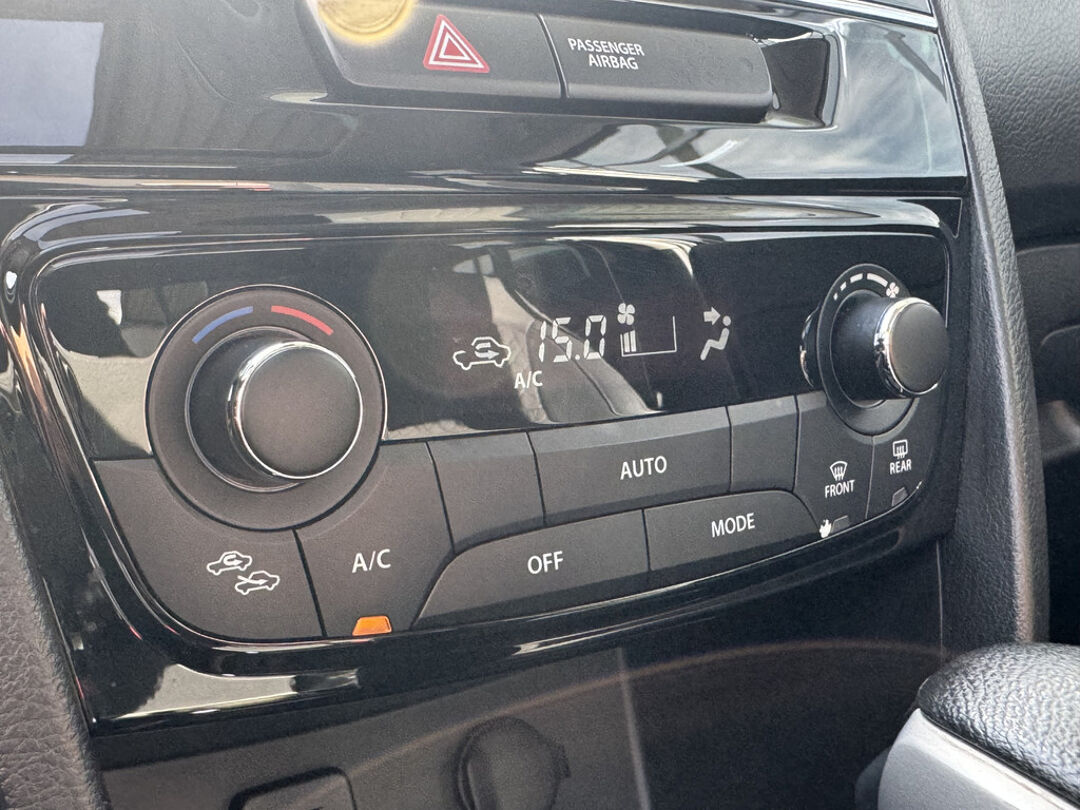 PASSENGER
AIRBAG
15.0
A/C
AUTO
FRONT
REAR
A/C
OFF
MODE